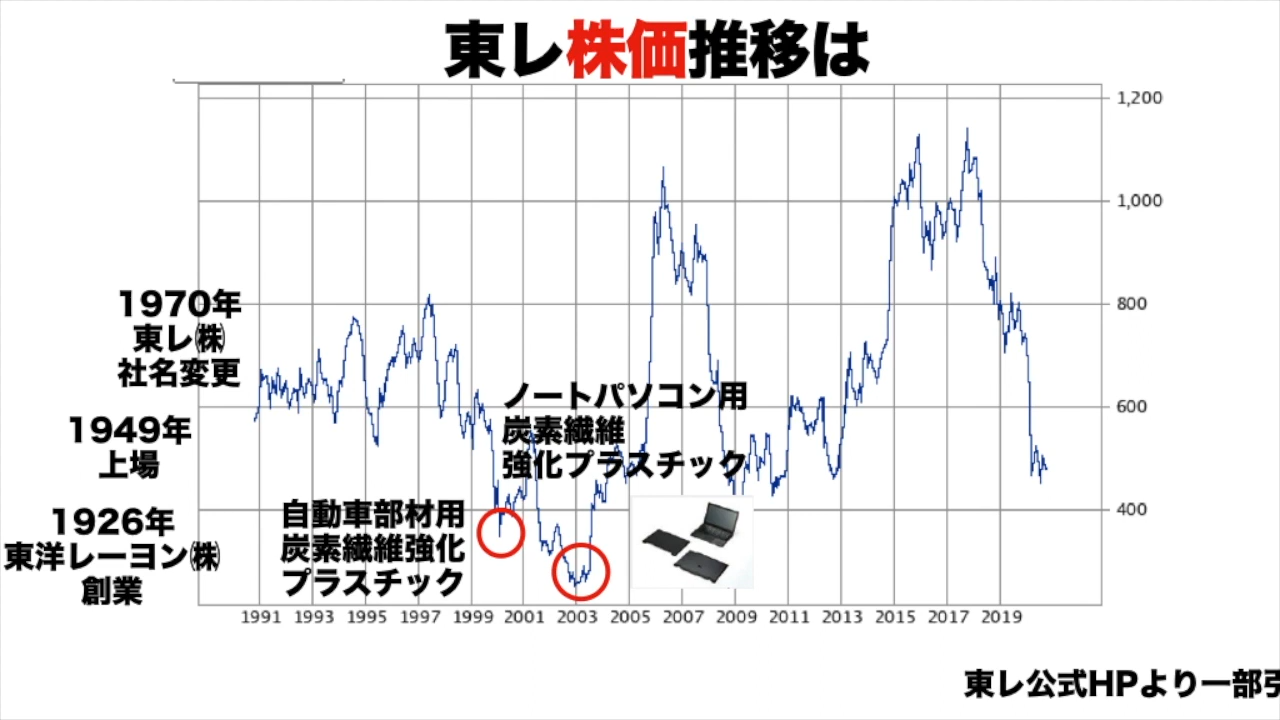 東レ株価推移は
1,200
1,000
800
600
400
1970年
東レ㈱
社名変更
1949年
上場
1926年
東洋レーヨン㈱
創業
ノートパソコン用
炭素繊維
強化プラスチック
自動車部材用
炭素繊維強化
プラスチック
1991 1993 1995 1997 1999 2001 2003 2005 2007 2009 2011 2013 2015 2017 2019
東レ公式HPより一部引